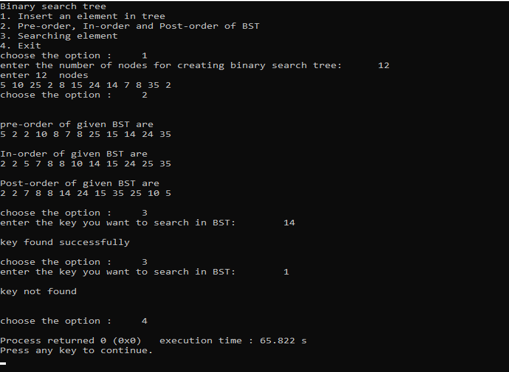 Binary search tree
1. Insert an element in tree
2. Pre-order, In-order and Post-order of BST
3. Searching element
4. Exit
choose the option : 1
enter the number of nodes for creating binary search tree: 12
enter 12 nodes
5 10 25 2 8 15 24 14 7 8 35 2
choose the option : 2
pre-order of given BST are
5 2 2 10 8 7 8 25 15 14 24 35
In-order of given BST are
2 2 5 7 8 8 10 14 15 24 25 35
Post-order of given BST are
2 2 7 8 8 14 24 15 35 25 10 5
choose the option : 3
enter the key you want to search in BST: 14
key found successfully
choose the option : 3
enter the key you want to search in BST: 1
key not found
choose the option : 4
Process returned 0 (0x0) execution time : 65.822 s
Press any key to continue.